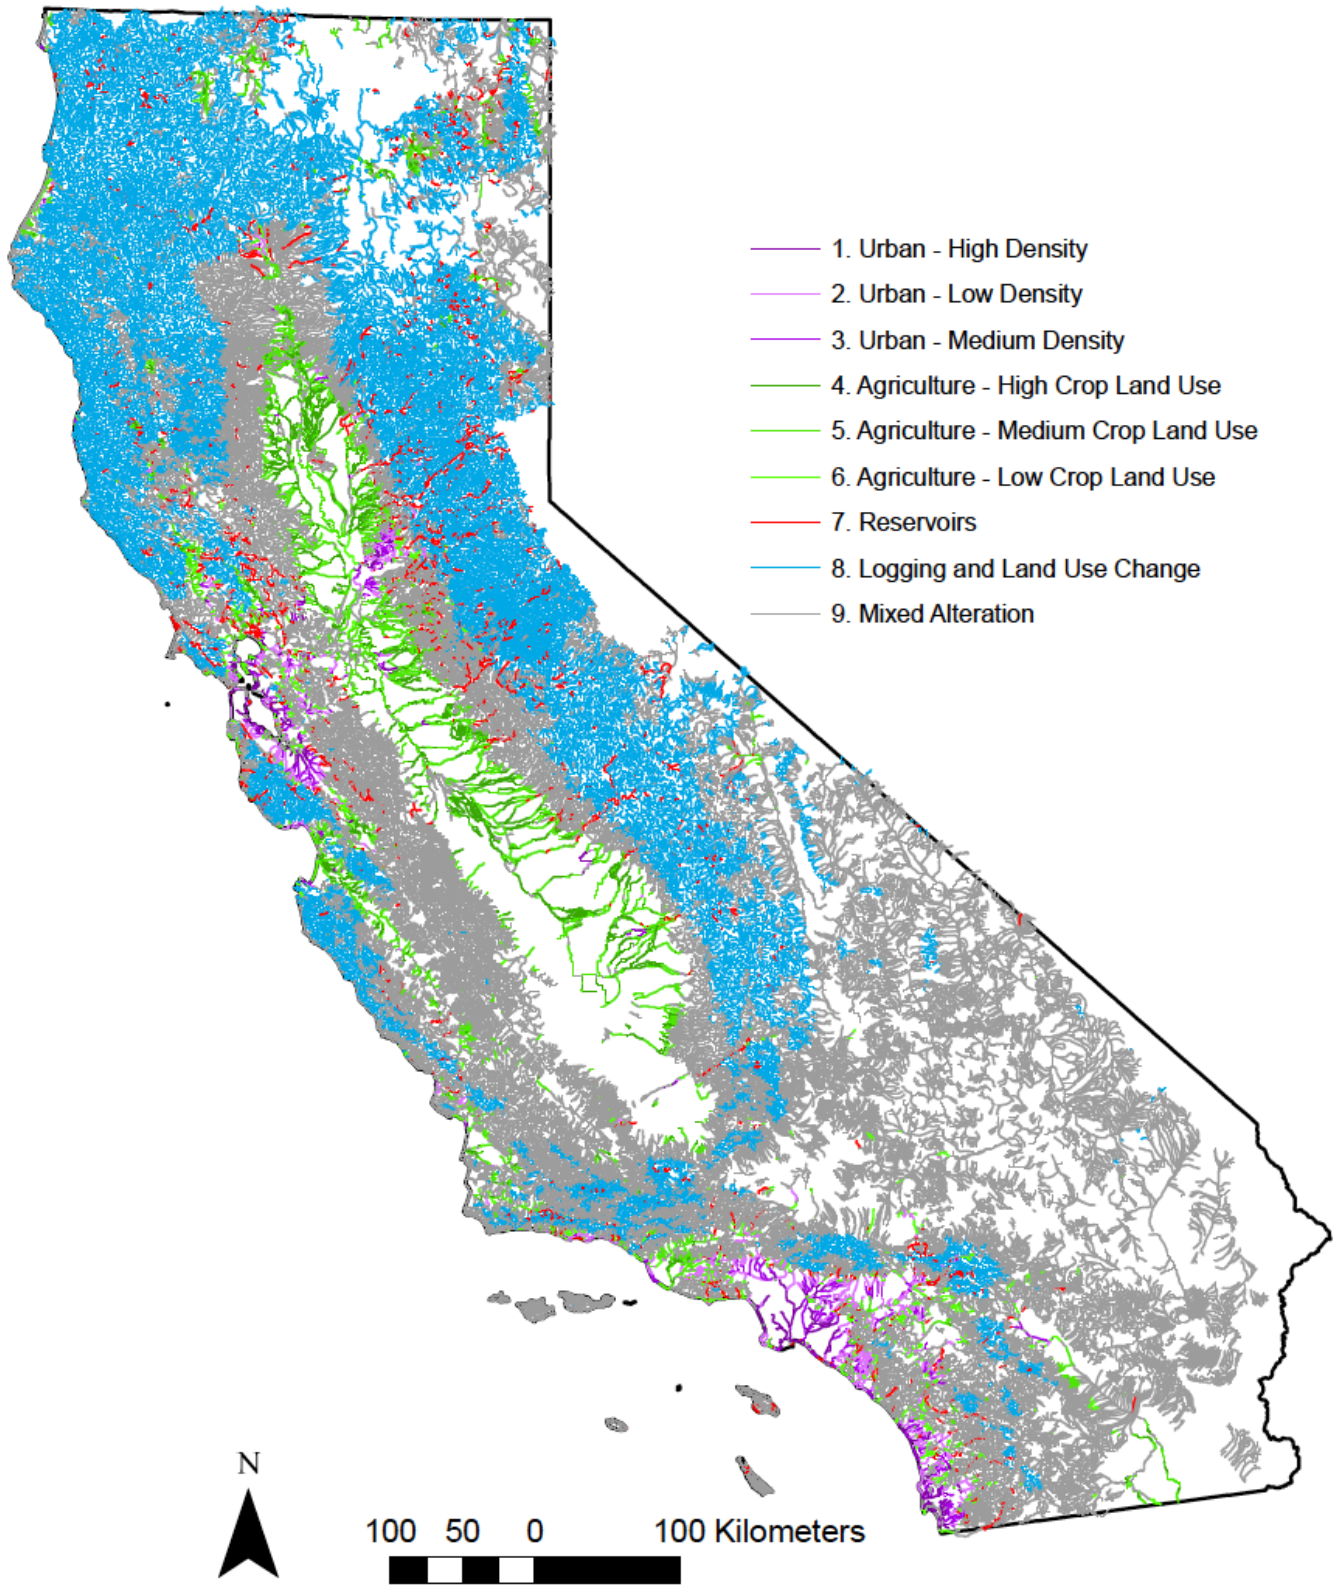 1. Urban - High Density
2. Urban - Low Density
3. Urban - Medium Density
4. Agriculture - High Crop Land Use
5. Agriculture - Medium Crop Land Use
6. Agriculture - Low Crop Land Use
7. Reservoirs
8. Logging and Land Use Change
9. Mixed Alteration
N
100 50 0 100 Kilometers